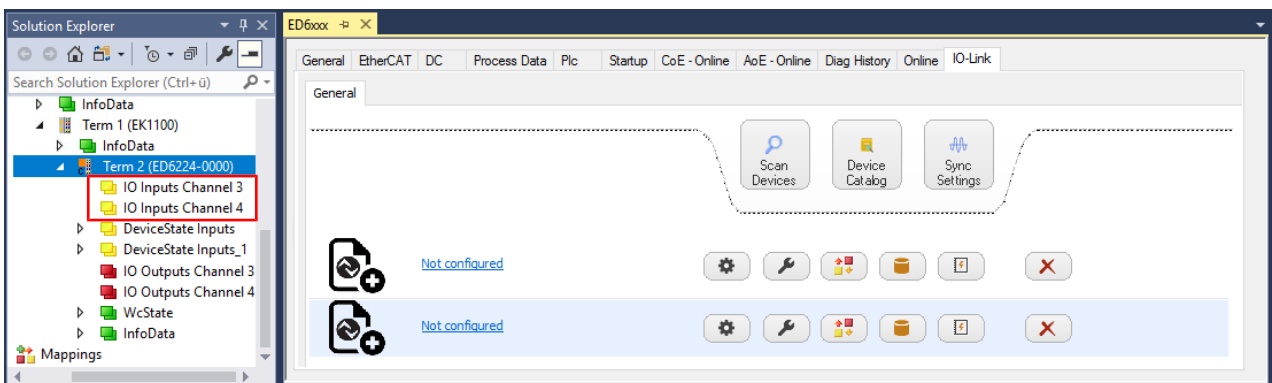 Solution Explorer
Search Solution Explorer (Ctrl+ü)
InfoData
Term 1 (EK1100)
InfoData
Term 2 (ED6224-0000)
IO Inputs Channel 3
IO Inputs Channel 4
DeviceState Inputs
DeviceState Inputs_1
IO Outputs Channel 3
IO Outputs Channel 4
WcState
InfoData
Mappings
ED6xxx
General EtherCAT DC Process Data Plc Startup CoE - Online AoE - Online Diag History Online IO-Link
General
Scan Devices
Device Catalog
Sync Settings
Not configured
Not configured